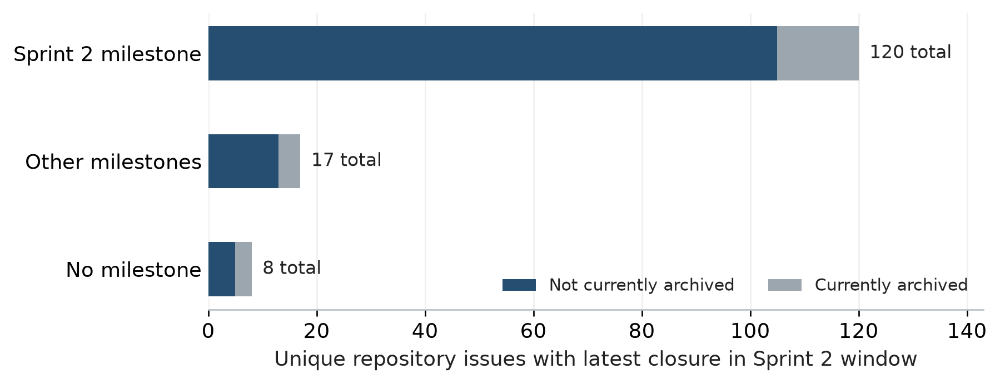 Sprint 2 milestone
120 total
Other milestones
17 total
No milestone
8 total
Not currently archived
Currently archived
0 20 40 60 80 100 120 140
Unique repository issues with latest closure in Sprint 2 window